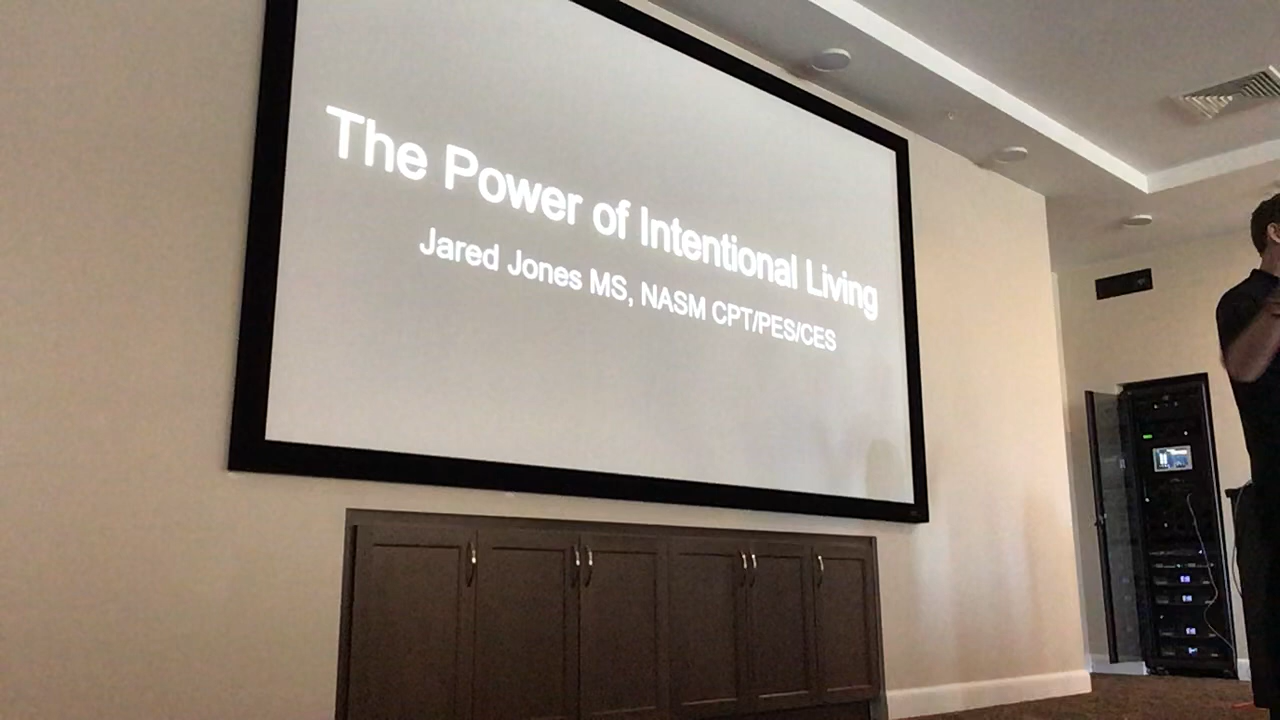 The Power of Intentional Living
Jared Jones MS, NASM CPT/PES/CES